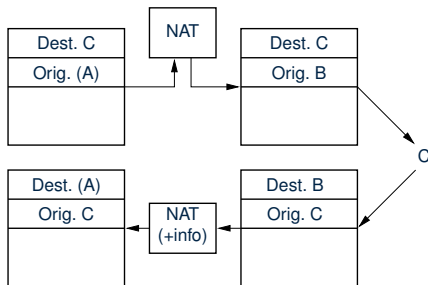 Dest. C
Orig. (A)
NAT
Dest. C
Orig. B
C
Dest. (A)
Orig. C
NAT
(+info)
Dest. B
Orig. C